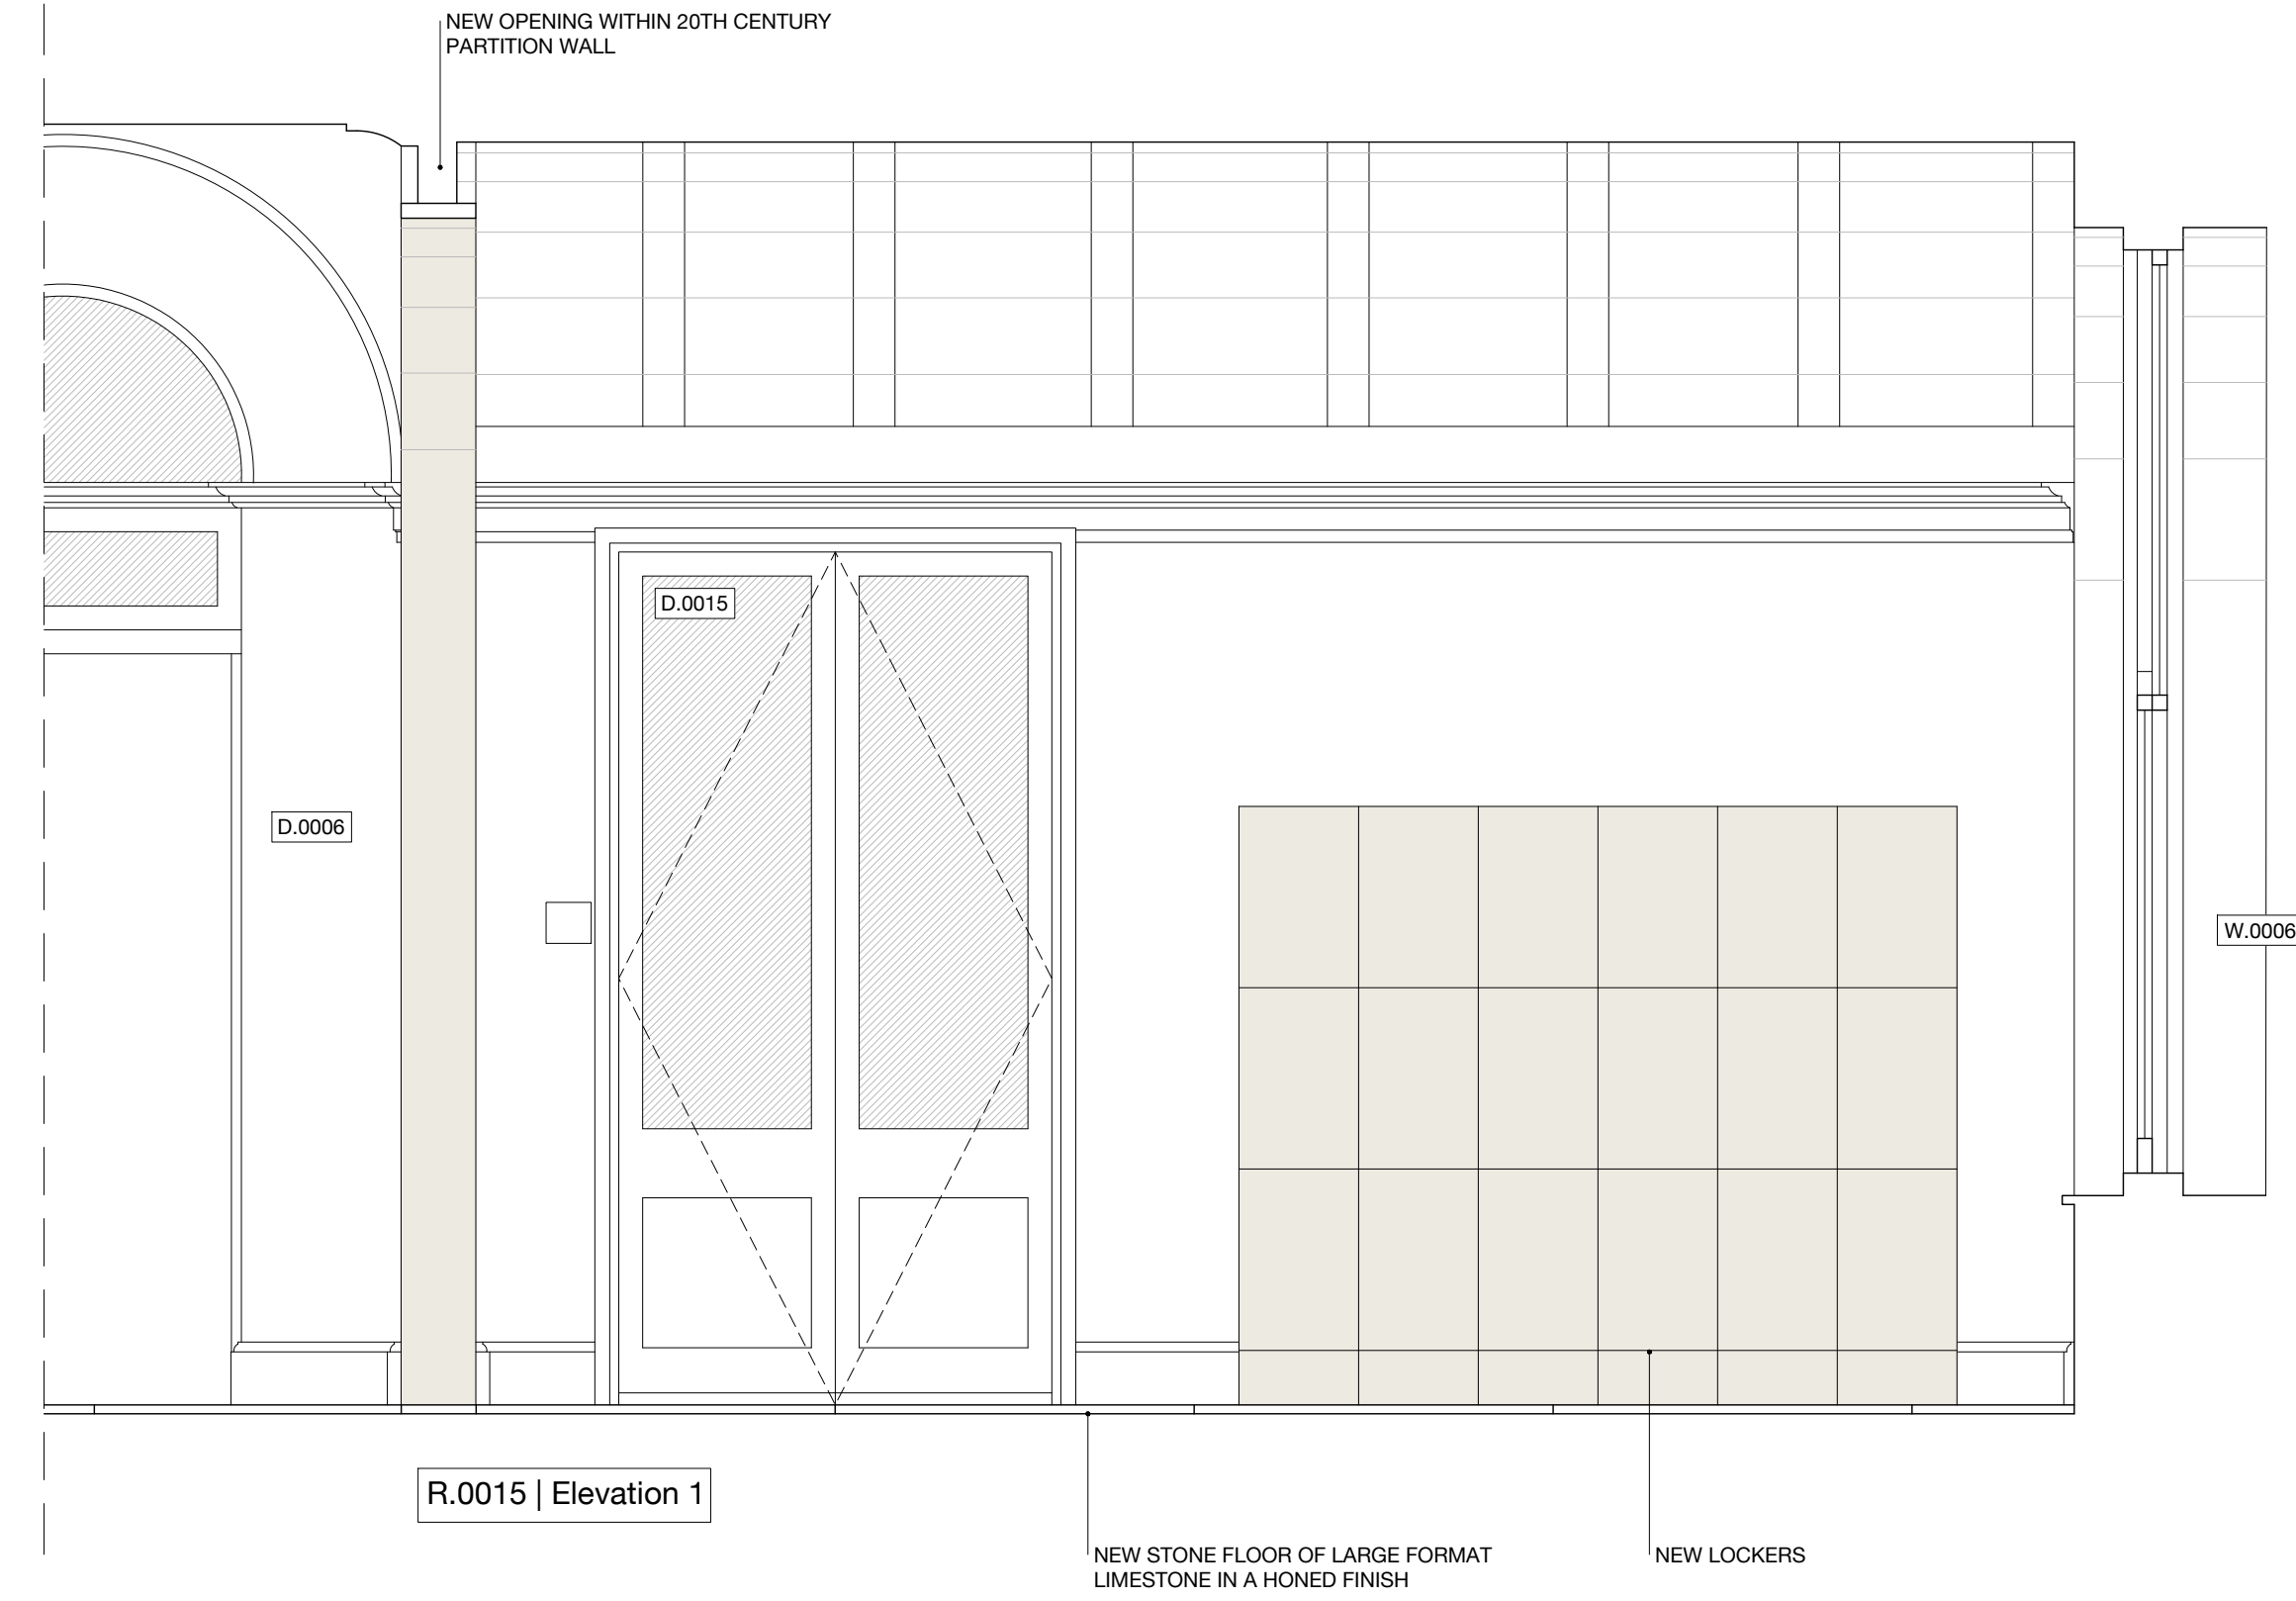 NEW OPENING WITHIN 20TH CENTURY
PARTITION WALL
D.0015
D.0006
W.0006
R.0015 | Elevation 1
NEW STONE FLOOR OF LARGE FORMAT
LIMESTONE IN A HONED FINISH
NEW LOCKERS